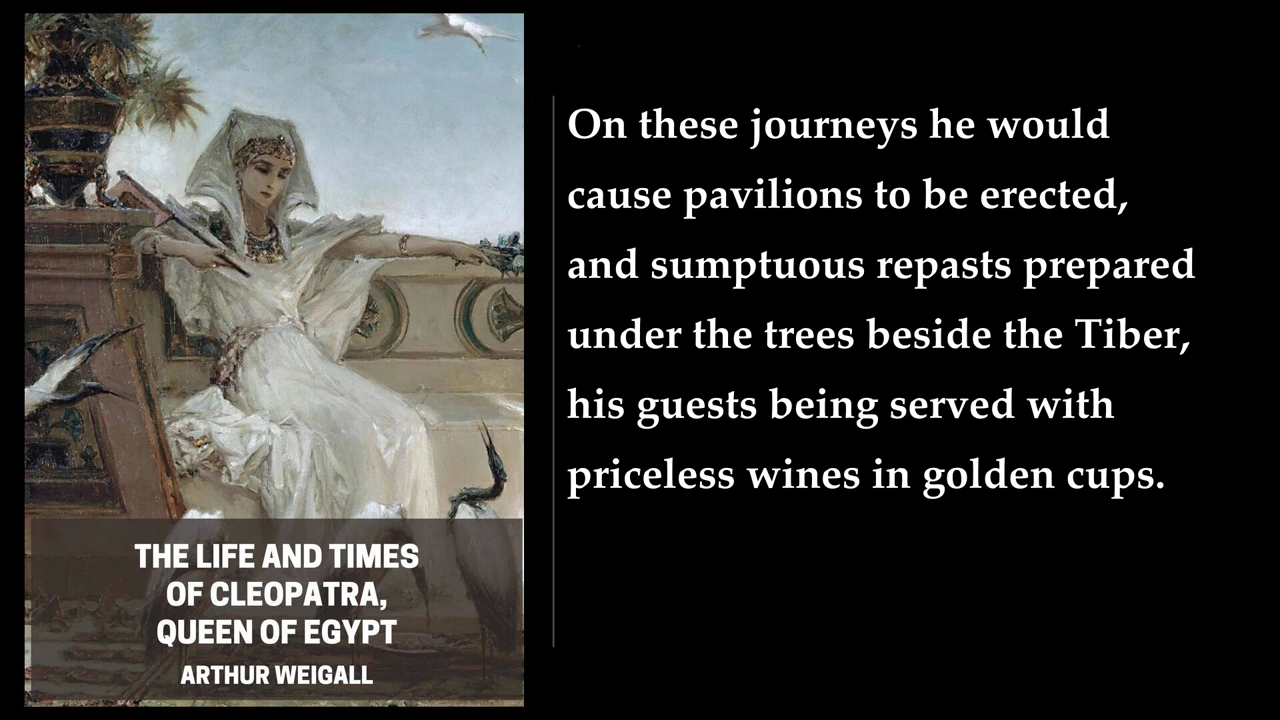 On these journeys he would
cause pavilions to be erected,
and sumptuous repasts prepared
under the trees beside the Tiber,
his guests being served with
priceless wines in golden cups.
THE LIFE AND TIMES
OF CLEOPATRA,
QUEEN OF EGYPT
ARTHUR WEIGALL